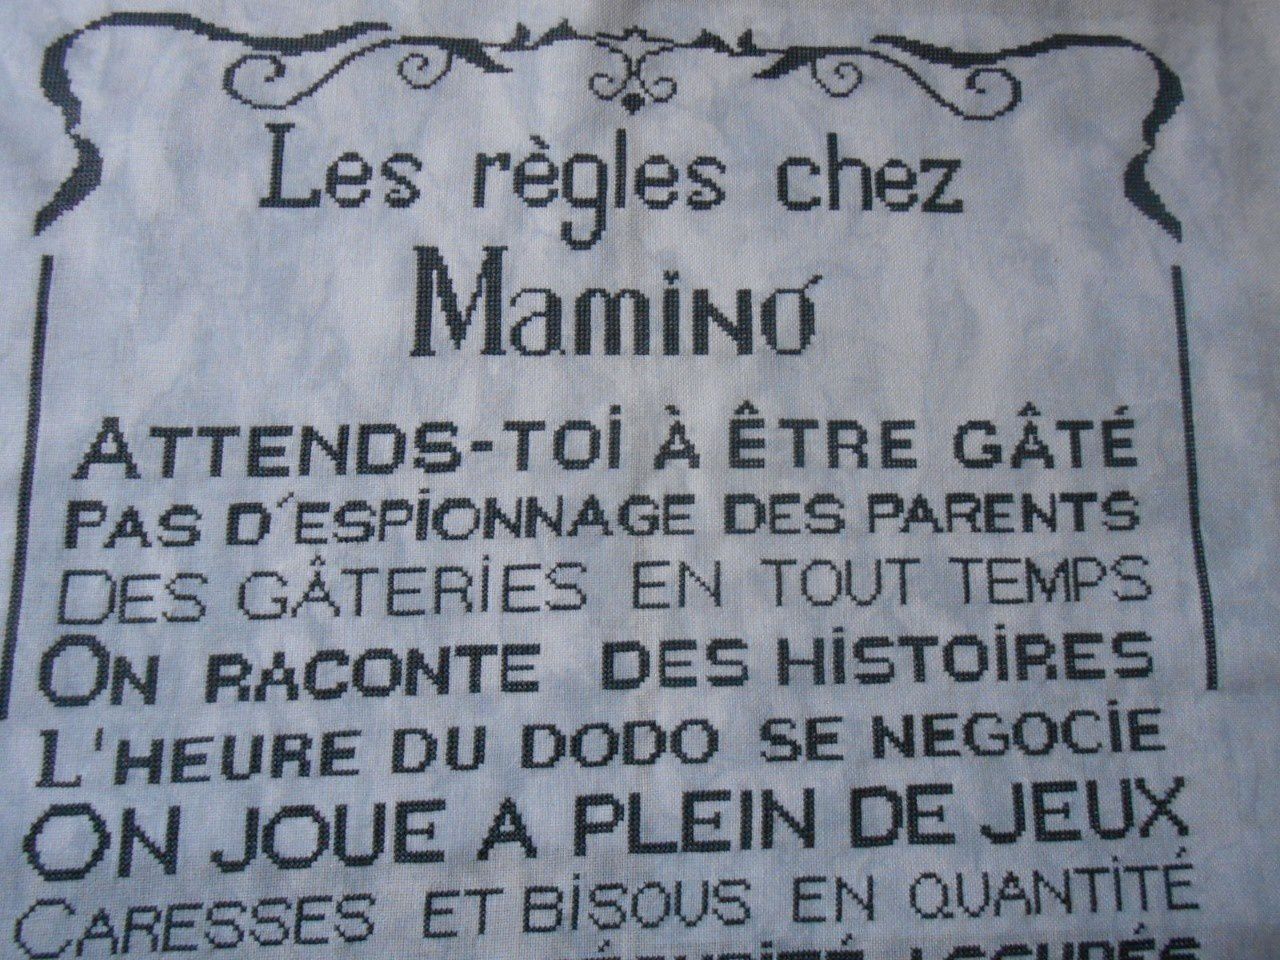 Les règles chez
Maminó
ATTENDS-TOi À ÊTRE GÂTÉ
PAS D'ESPiONNAGE DES PARENTS
DES GÂTERiES EN TOUT TEMPS
ON RACONTE DES HiSTOiRES
L'HEURE DU DODO SE NEGOCiE
ON JOUE A PLEIN DE JEUX
CARESSES ET BiSOUS EN QUANTiTÉ